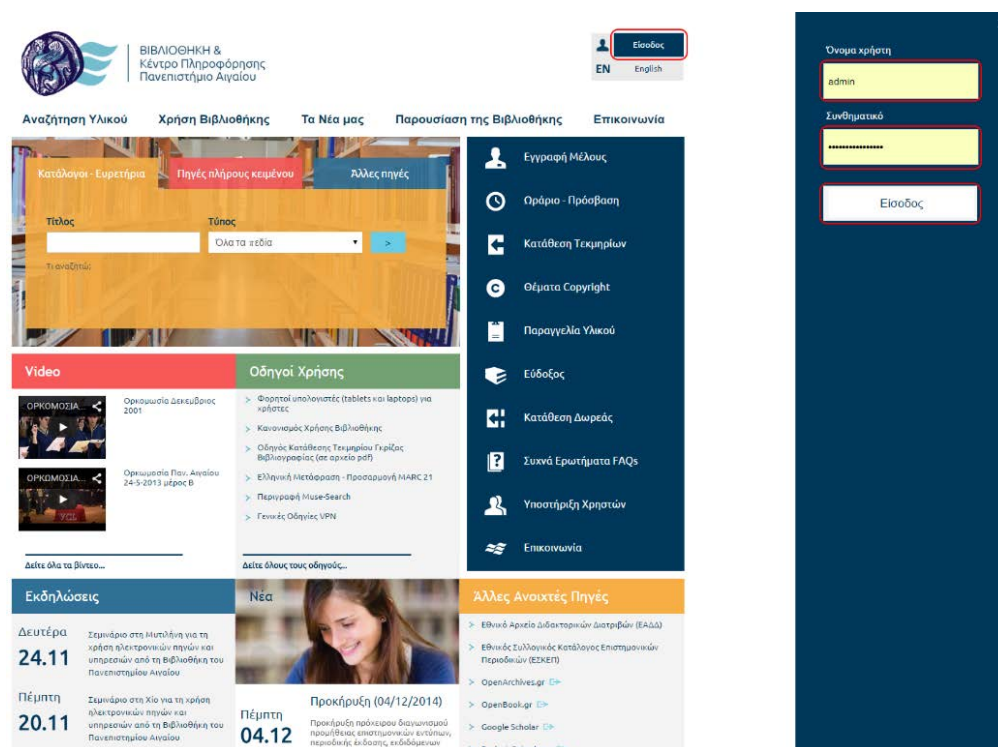 ΒΙΒΛΙΟΘΗΚΗ &
Κέντρο Πληροφόρησης
Πανεπιστήμιο Αιγαίου
Είσοδος
EN English
Αναζήτηση Υλικού Χρήση Βιβλιοθήκης Τα Νέα μας Παρουσίαση της Βιβλιοθήκης Επικοινωνία
Κατάλογοι - Ευρετήρια Πηγές πλήρους κειμένου Άλλες πηγές
Τίτλος Τύπος
Όλα τα πεδία >
Τι αναζητώ;
Εγγραφή Μέλους
Ωράριο - Πρόσβαση
Κατάθεση Τεκμηρίων
Θέματα Copyright
Παραγγελία Υλικού
Εύδοξος
Κατάθεση Δωρεάς
Συχνά Ερωτήματα FAQs
Υποστήριξη Χρηστών
Επικοινωνία
Video
ΟΡΚΟΜΩΣΙΑ...
Ορκομωσία Δεκεμβριος
2001
ΟΡΚΩΜΟΣΙΑ...
Ορκωμοσία Παν. Αιγαίου
24-5-2013 μέρος Β
Δείτε όλα τα βίντεο...
Οδηγοί Χρήσης
> Φορητοί υπολογιστές (tablets και laptops) για
χρήστες
> Κανονισμός Χρήσης Βιβλιοθήκης
> Οδηγός Κατάθεσης Τεκμηρίου Γκρίζας
Βιβλιογραφίας (σε αρχείο pdf)
> Ελληνική Μετάφραση - Προσαρμογή MARC 21
> Περιγραφή Muse-Search
> Γενικές Οδηγίες VPN
Δείτε όλους τους οδηγούς...
Εκδηλώσεις
Δευτέρα
24.11
Σεμινάριο στη Μυτιλήνη για τη
χρήση ηλεκτρονικών πηγών και
υπηρεσιών από τη Βιβλιοθήκη του
Πανεπιστημίου Αιγαίου
Πέμπτη
20.11
Σεμινάριο στη Χίο για τη χρήση
ηλεκτρονικών πηγών και
υπηρεσιών από τη Βιβλιοθήκη του
Πανεπιστημίου Αιγαίου
Νέα
Πέμπτη
04.12
Προκήρυξη (04/12/2014)
Προκήρυξη πρόχειρου διαγωνισμού
προμήθειας επιστημονικών εντύπων,
περιοδικής έκδοσης, εκδιδόμενων
Άλλες Ανοιχτές Πηγές
> Εθνικό Αρχείο Διδακτορικών Διατριβών (ΕΑΔΔ)
> Εθνικός Συλλογικός Κατάλογος Επιστημονικών
Περιοδικών (ΕΣΚΕΠ)
> OpenArchives.gr
> OpenBook.gr
> Google Scholar
Όνομα χρήστη
admin
Συνθηματικό
Είσοδος